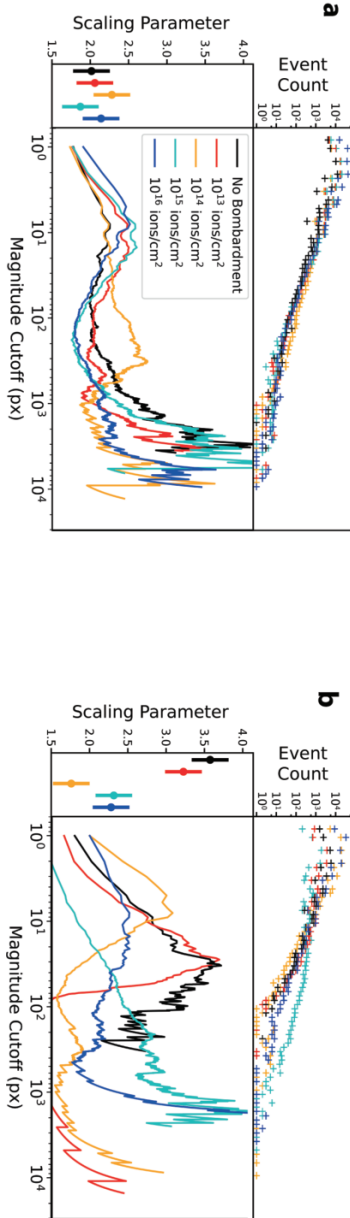 a
Event
Count
10⁰ 10¹ 10² 10³ 10⁴
Scaling Parameter
1.5 2.0 2.5 3.0 3.5 4.0
No Bombardment
10¹³ ions/cm²
10¹⁴ ions/cm²
10¹⁵ ions/cm²
10¹⁶ ions/cm²
10⁰ 10¹ 10² 10³ 10⁴
Magnitude Cutoff (px)
b
Event
Count
10⁰ 10¹ 10² 10³ 10⁴
Scaling Parameter
1.5 2.0 2.5 3.0 3.5 4.0
10⁰ 10¹ 10² 10³ 10⁴
Magnitude Cutoff (px)